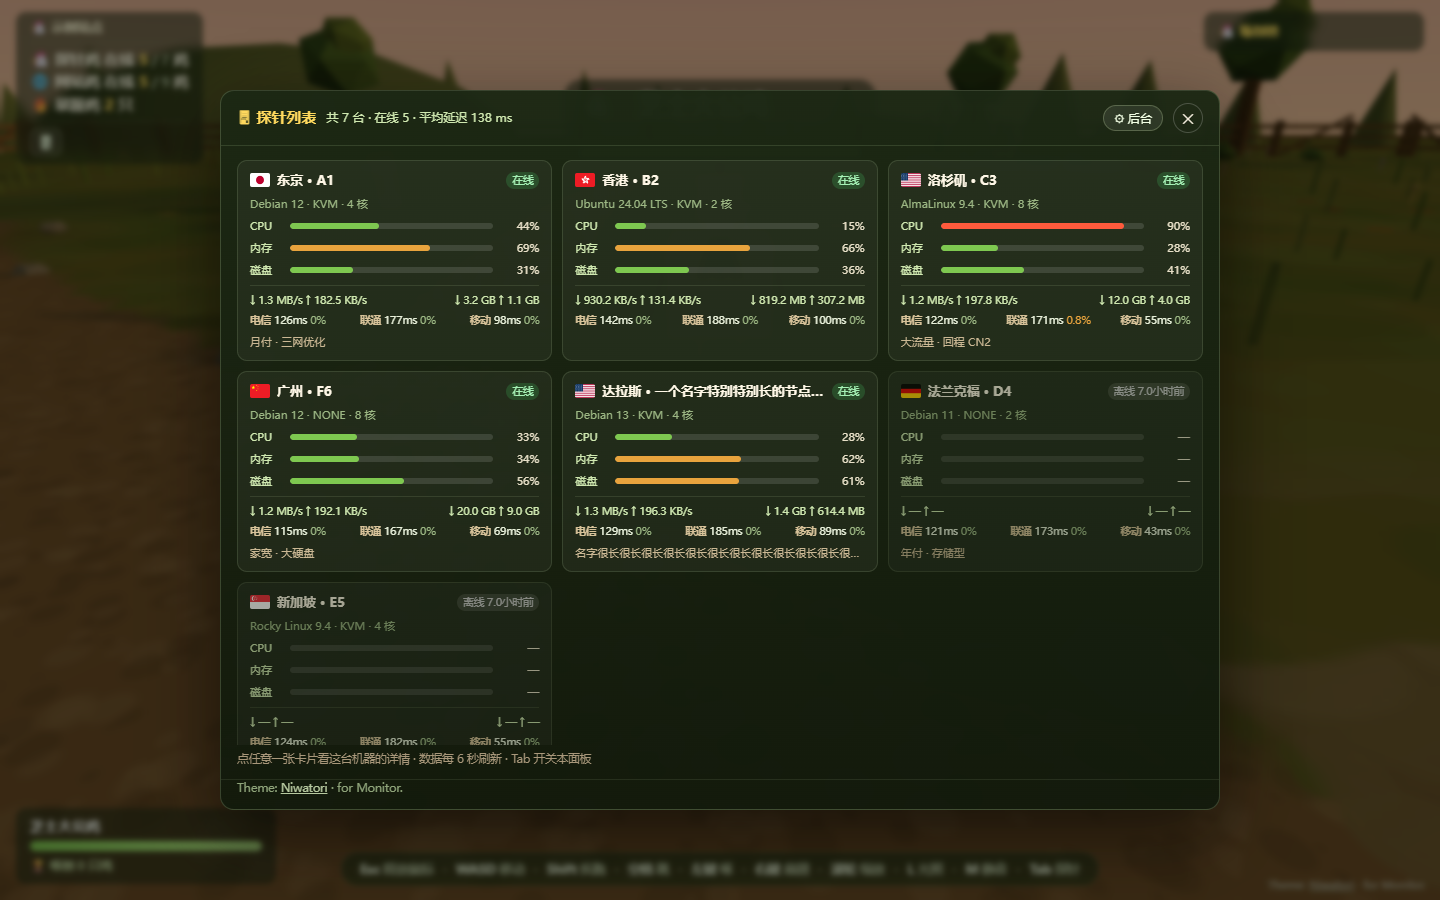 探针列表 共 7 台 · 在线 5 · 平均延迟 138 ms
后台
东京 • A1 在线
Debian 12 · KVM · 4 核
CPU 44%
内存 69%
磁盘 31%
↓ 1.3 MB/s ↑ 182.5 KB/s ↓ 3.2 GB ↑ 1.1 GB
电信 126ms 0% 联通 177ms 0% 移动 98ms 0%
月付 · 三网优化
香港 • B2 在线
Ubuntu 24.04 LTS · KVM · 2 核
CPU 15%
内存 66%
磁盘 36%
↓ 930.2 KB/s ↑ 131.4 KB/s ↓ 819.2 MB ↑ 307.2 MB
电信 142ms 0% 联通 188ms 0% 移动 100ms 0%
洛杉矶 • C3 在线
AlmaLinux 9.4 · KVM · 8 核
CPU 90%
内存 28%
磁盘 41%
↓ 1.2 MB/s ↑ 197.8 KB/s ↓ 12.0 GB ↑ 4.0 GB
电信 122ms 0% 联通 171ms 0.8% 移动 55ms 0%
大流量 · 回程 CN2
广州 • F6 在线
Debian 12 · NONE · 8 核
CPU 33%
内存 34%
磁盘 56%
↓ 1.2 MB/s ↑ 192.1 KB/s ↓ 20.0 GB ↑ 9.0 GB
电信 115ms 0% 联通 167ms 0% 移动 69ms 0%
家宽 · 大硬盘
达拉斯 • 一个名字特别特别长的节点... 在线
Debian 13 · KVM · 4 核
CPU 28%
内存 62%
磁盘 61%
↓ 1.3 MB/s ↑ 196.3 KB/s ↓ 1.4 GB ↑ 614.4 MB
电信 129ms 0% 联通 185ms 0% 移动 89ms 0%
名字很长很长很长很长很长很长很长很长很长很长很长很长很...
法兰克福 • D4 离线 7.0小时前
Debian 11 · NONE · 2 核
CPU —
内存 —
磁盘 —
↓ — ↑ — ↓ — ↑ —
电信 121ms 0% 联通 173ms 0% 移动 43ms 0%
年付 · 存储型
新加坡 • E5 离线 7.0小时前
Rocky Linux 9.4 · KVM · 4 核
CPU —
内存 —
磁盘 —
↓ — ↑ — ↓ — ↑ —
电信 124ms 0% 联通 182ms 0% 移动 55ms 0%
点任意一张卡片看这台机器的详情 · 数据每 6 秒刷新 · Tab 开关本面板
Theme: Niwatori · for Monitor.